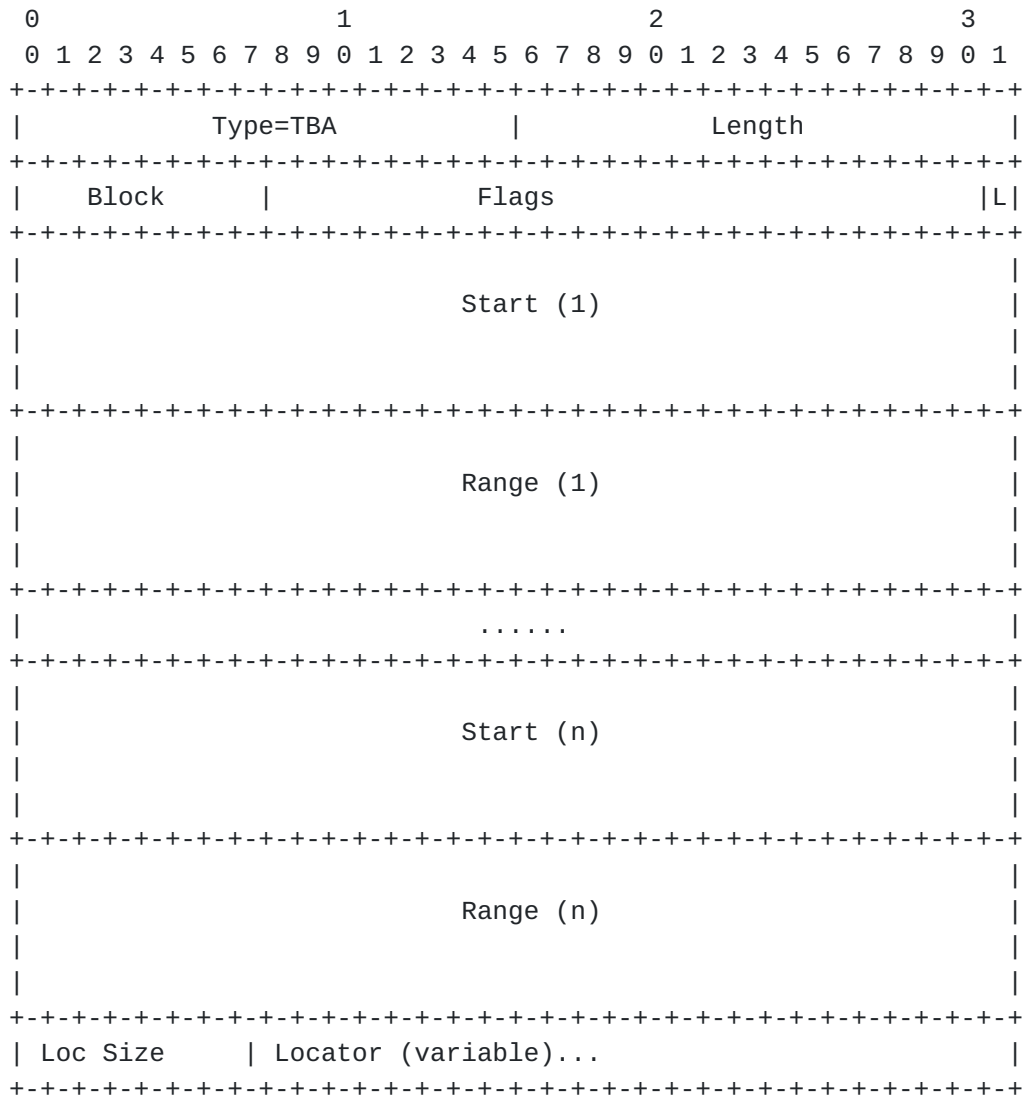 0                   1                   2                   3
 0 1 2 3 4 5 6 7 8 9 0 1 2 3 4 5 6 7 8 9 0 1 2 3 4 5 6 7 8 9 0 1
+-+-+-+-+-+-+-+-+-+-+-+-+-+-+-+-+-+-+-+-+-+-+-+-+-+-+-+-+-+-+-+-+
|            Type=TBA           |            Length             |
+-+-+-+-+-+-+-+-+-+-+-+-+-+-+-+-+-+-+-+-+-+-+-+-+-+-+-+-+-+-+-+-+
|    Block      |             Flags                           |L|
+-+-+-+-+-+-+-+-+-+-+-+-+-+-+-+-+-+-+-+-+-+-+-+-+-+-+-+-+-+-+-+-+
|                                                               |
|                            Start (1)                          |
|                                                               |
|                                                               |
+-+-+-+-+-+-+-+-+-+-+-+-+-+-+-+-+-+-+-+-+-+-+-+-+-+-+-+-+-+-+-+-+
|                                                               |
|                            Range (1)                          |
|                                                               |
|                                                               |
+-+-+-+-+-+-+-+-+-+-+-+-+-+-+-+-+-+-+-+-+-+-+-+-+-+-+-+-+-+-+-+-+
|                             ......                            |
+-+-+-+-+-+-+-+-+-+-+-+-+-+-+-+-+-+-+-+-+-+-+-+-+-+-+-+-+-+-+-+-+
|                                                               |
|                            Start (n)                          |
|                                                               |
|                                                               |
+-+-+-+-+-+-+-+-+-+-+-+-+-+-+-+-+-+-+-+-+-+-+-+-+-+-+-+-+-+-+-+-+
|                                                               |
|                            Range (n)                          |
|                                                               |
|                                                               |
+-+-+-+-+-+-+-+-+-+-+-+-+-+-+-+-+-+-+-+-+-+-+-+-+-+-+-+-+-+-+-+-+
| Loc Size     | Locator (variable)...                          |
+-+-+-+-+-+-+-+-+-+-+-+-+-+-+-+-+-+-+-+-+-+-+-+-+-+-+-+-+-+-+-+-+